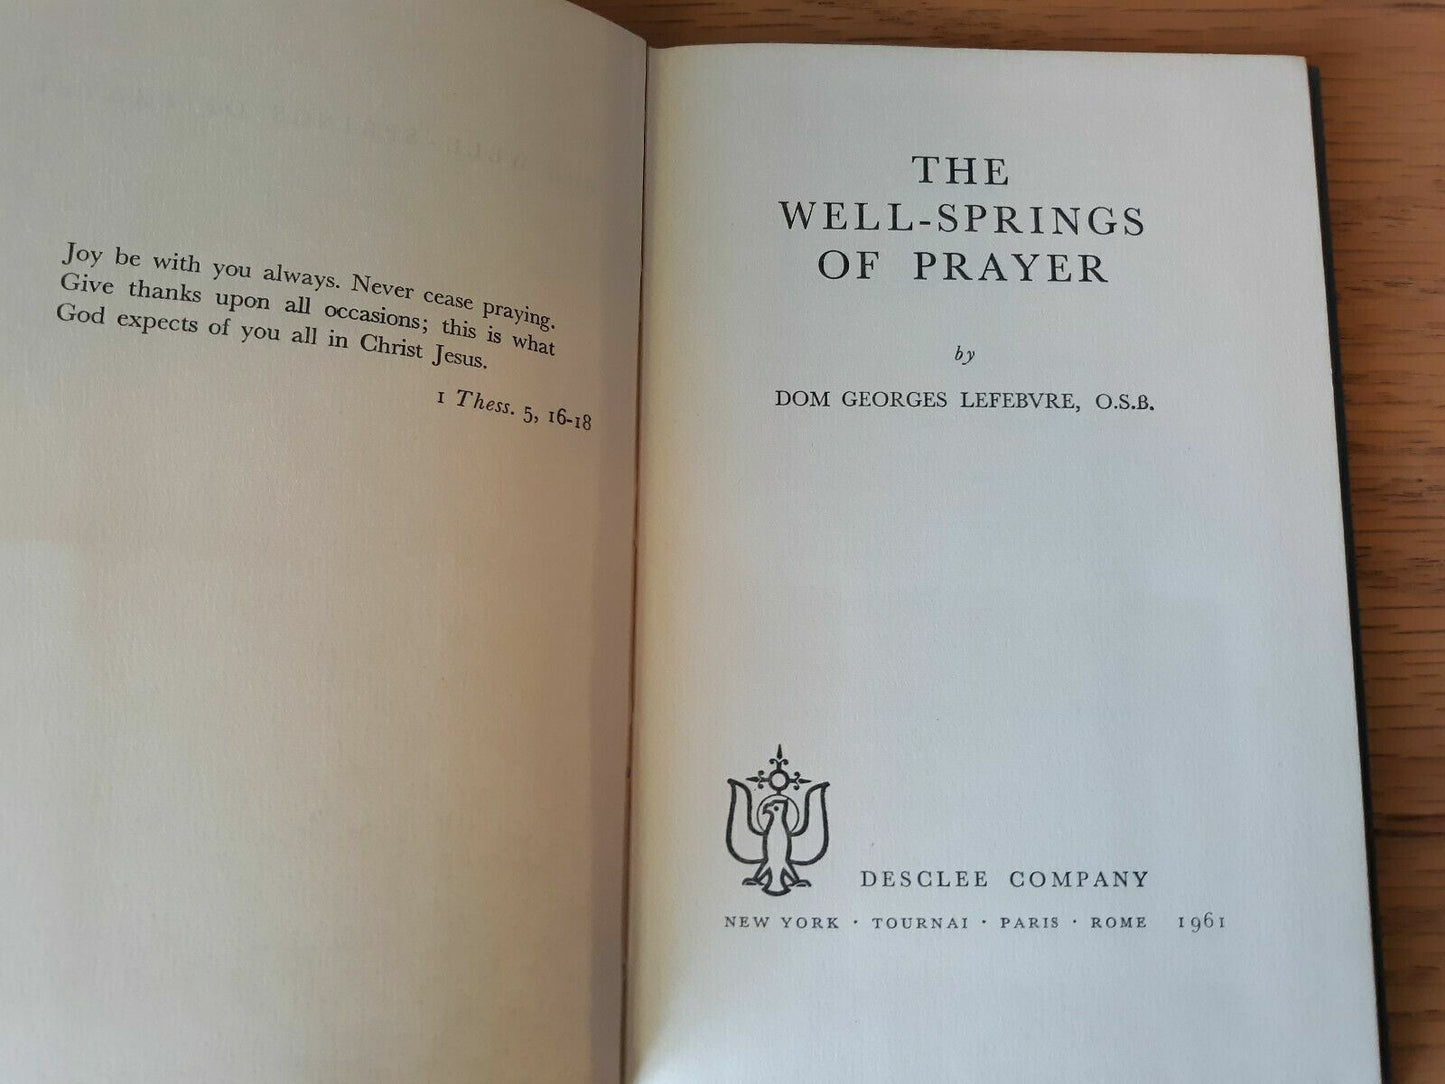 Joy be with you always. Never cease praying.
Give thanks upon all occasions; this is what
God expects of you all in Christ Jesus.
1 Thess. 5, 16-18
THE
WELL-SPRINGS
OF PRAYER
by
DOM GEORGES LEFEBVRE, O.S.B.
DESCLEE COMPANY
NEW YORK · TOURNAI · PARIS · ROME 1961